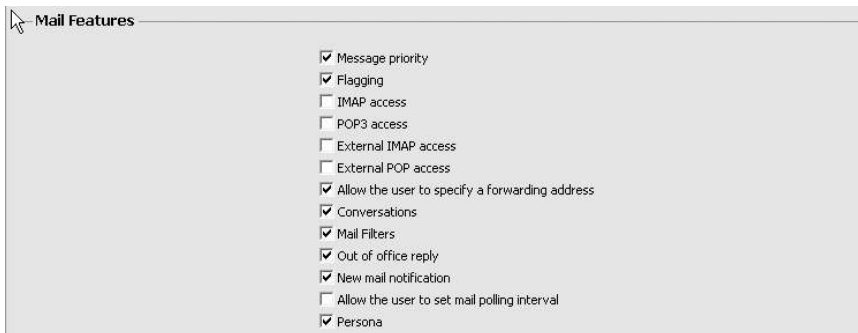 Mail Features
Message priority
Flagging
IMAP access
POP3 access
External IMAP access
External POP access
Allow the user to specify a forwarding address
Conversations
Mail Filters
Out of office reply
New mail notification
Allow the user to set mail polling interval
Persona